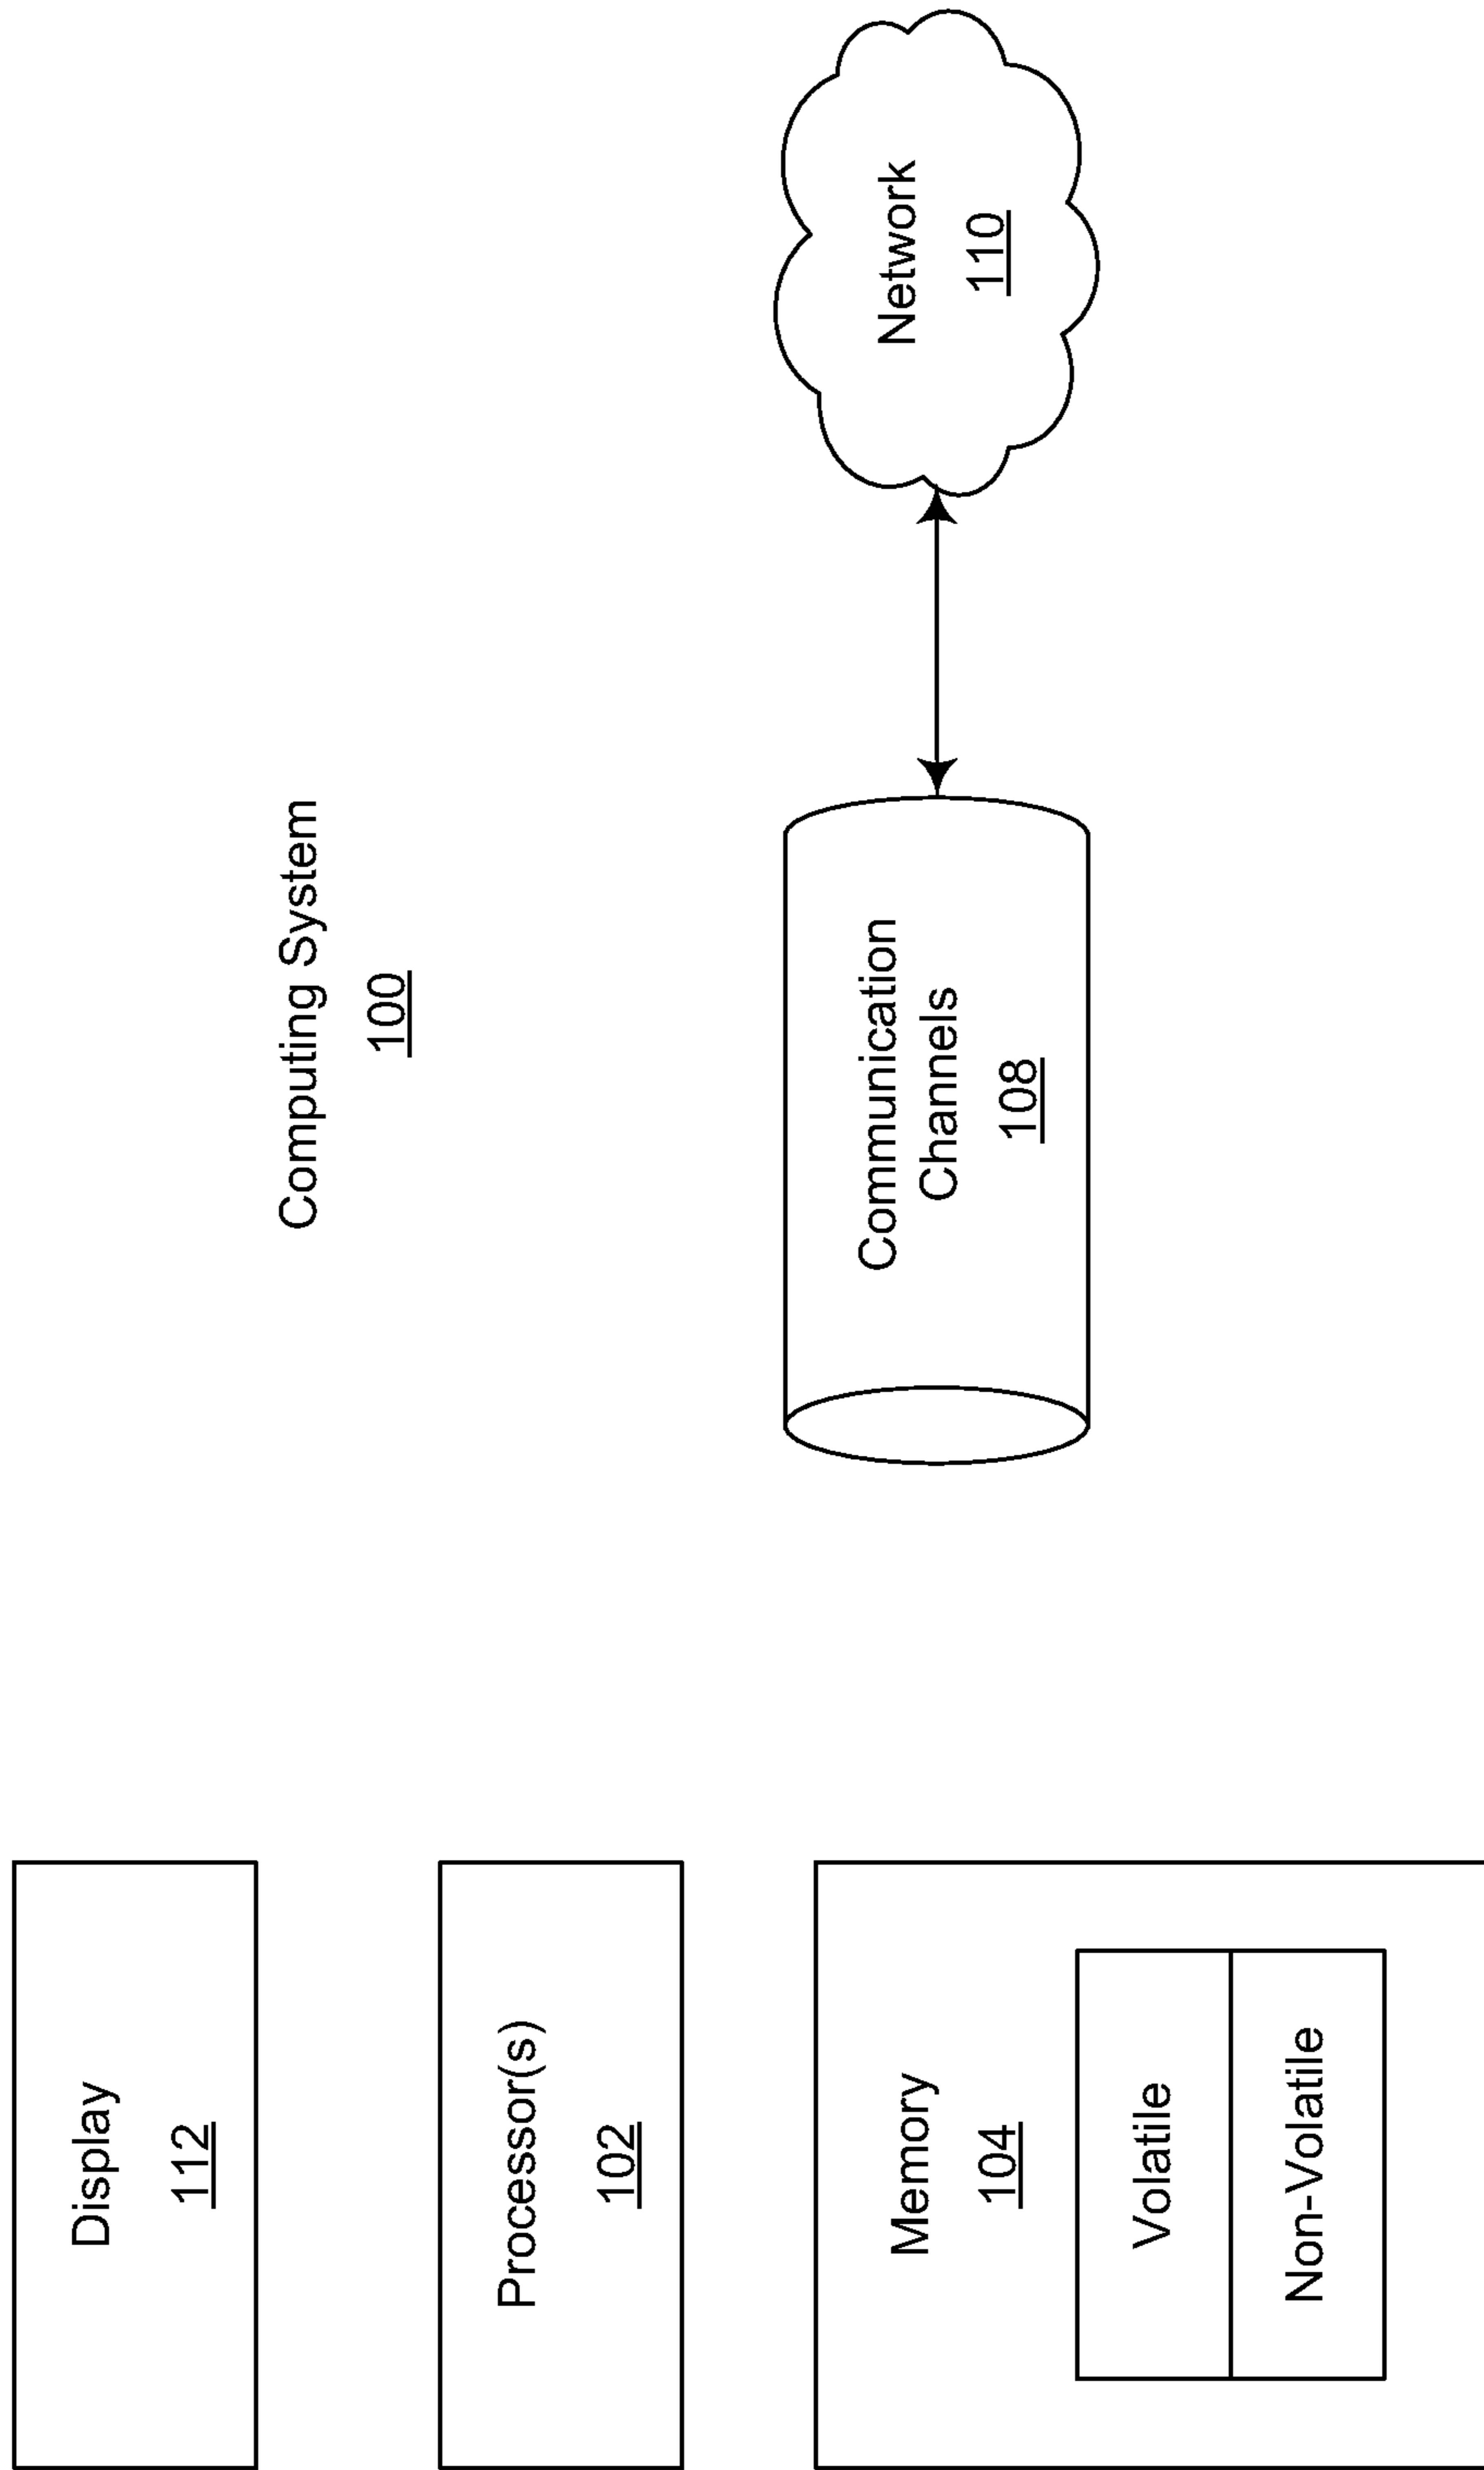 Computing System
100
Display
112
Processor(s)
102
Memory
104
Volatile
Non-Volatile
Communication
Channels
108
Network
110